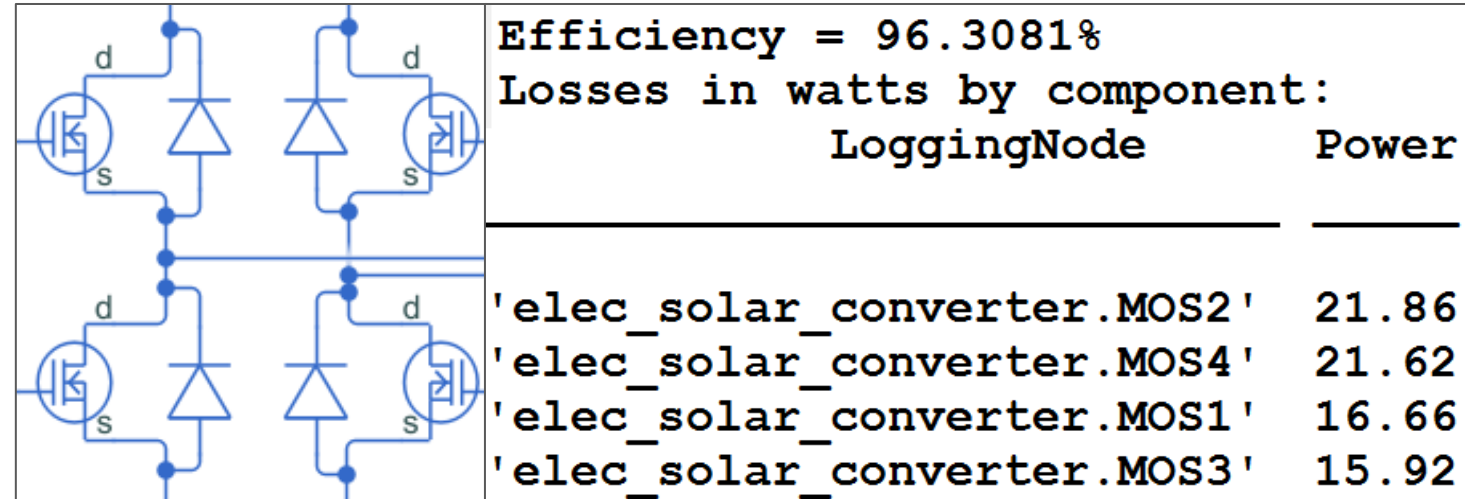 d d
s s
d d
s s
Efficiency = 96.3081%
Losses in watts by component:
LoggingNode Power
'elec_solar_converter.MOS2' 21.86
'elec_solar_converter.MOS4' 21.62
'elec_solar_converter.MOS1' 16.66
'elec_solar_converter.MOS3' 15.92